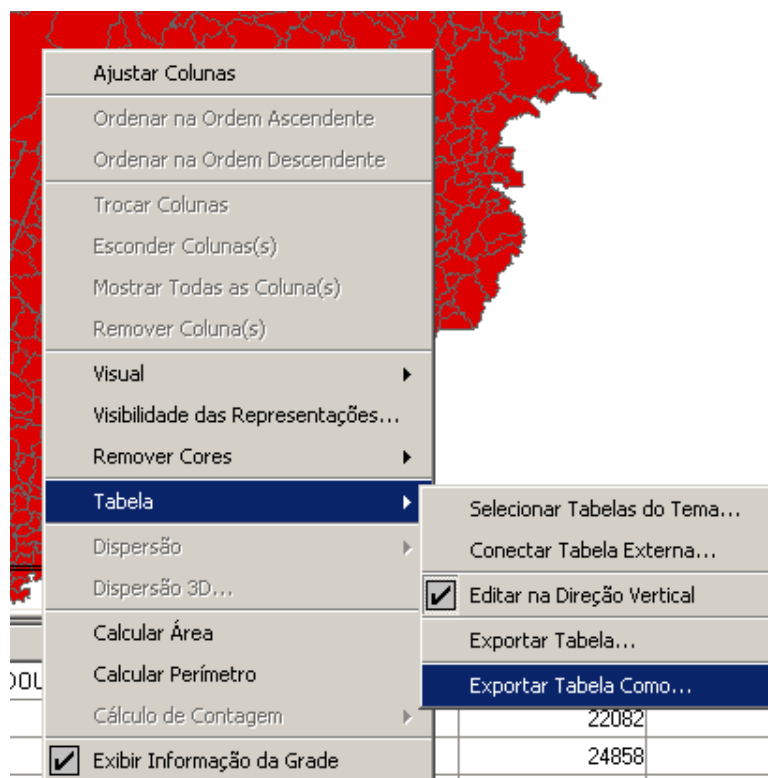 Ajustar Colunas
Ordenar na Ordem Ascendente
Ordenar na Ordem Descendente
Trocar Colunas
Esconder Colunas(s)
Mostrar Todas as Coluna(s)
Remover Coluna(s)
Visual
Visibilidade das Representações...
Remover Cores
Tabela
Dispersão
Dispersão 3D...
Calcular Área
Calcular Perímetro
Cálculo de Contagem
Exibir Informação da Grade
Selecionar Tabelas do Tema...
Conectar Tabela Externa...
Editar na Direção Vertical
Exportar Tabela...
Exportar Tabela Como...
22082
24858